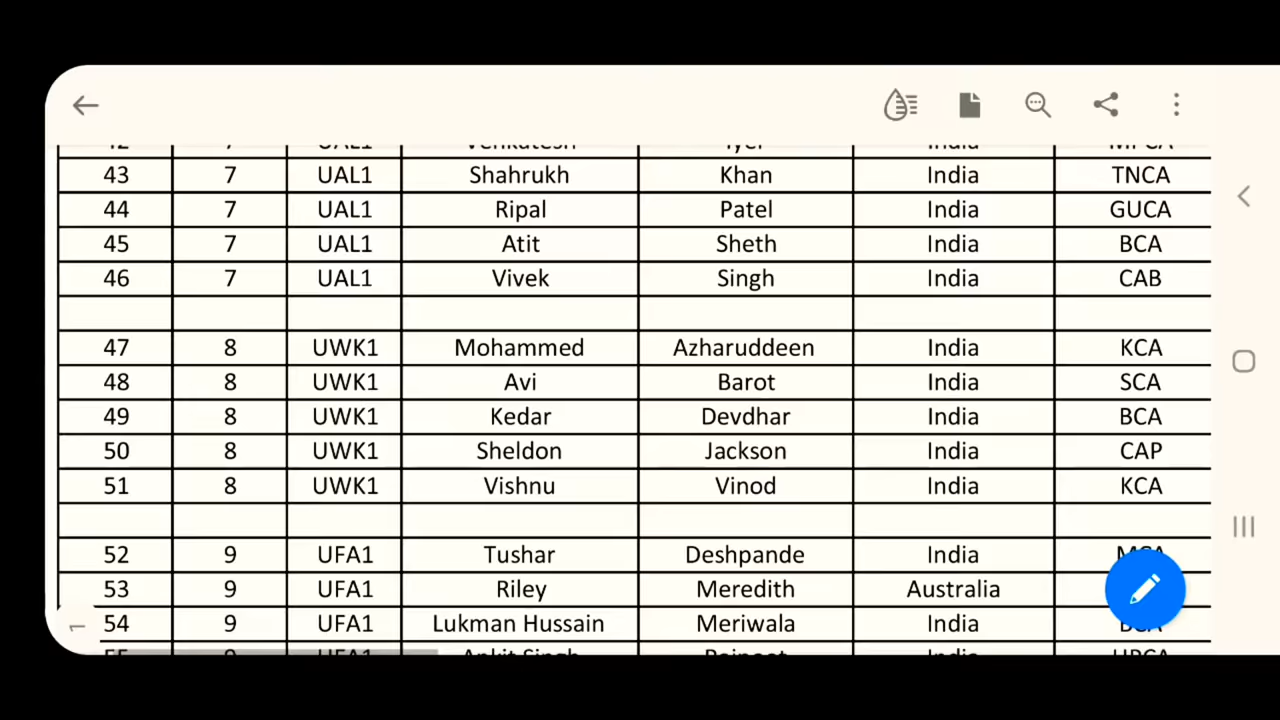 42 7 UAL1 Venkatesh Iyer India MPCA
43 7 UAL1 Shahrukh Khan India TNCA
44 7 UAL1 Ripal Patel India GUCA
45 7 UAL1 Atit Sheth India BCA
46 7 UAL1 Vivek Singh India CAB
47 8 UWK1 Mohammed Azharuddeen India KCA
48 8 UWK1 Avi Barot India SCA
49 8 UWK1 Kedar Devdhar India BCA
50 8 UWK1 Sheldon Jackson India CAP
51 8 UWK1 Vishnu Vinod India KCA
52 9 UFA1 Tushar Deshpande India MCA
53 9 UFA1 Riley Meredith Australia
54 9 UFA1 Lukman Hussain Meriwala India BCA
55 9 UFA1 Ankit Singh Rajpoot India UPCA